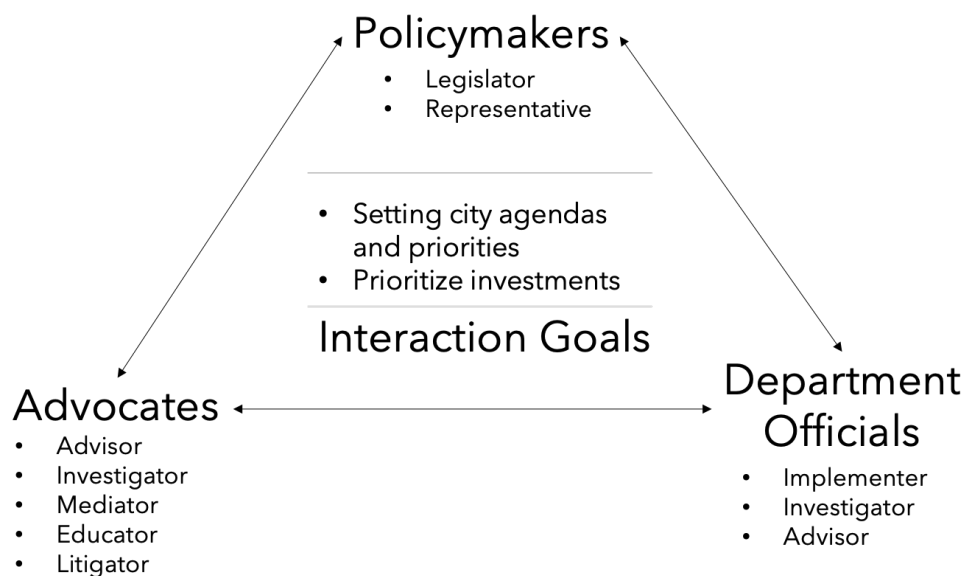 Policymakers
• Legislator
• Representative
• Setting city agendas
and priorities
• Prioritize investments
Interaction Goals
Advocates
• Advisor
• Investigator
• Mediator
• Educator
• Litigator
Department
Officials
• Implementer
• Investigator
• Advisor